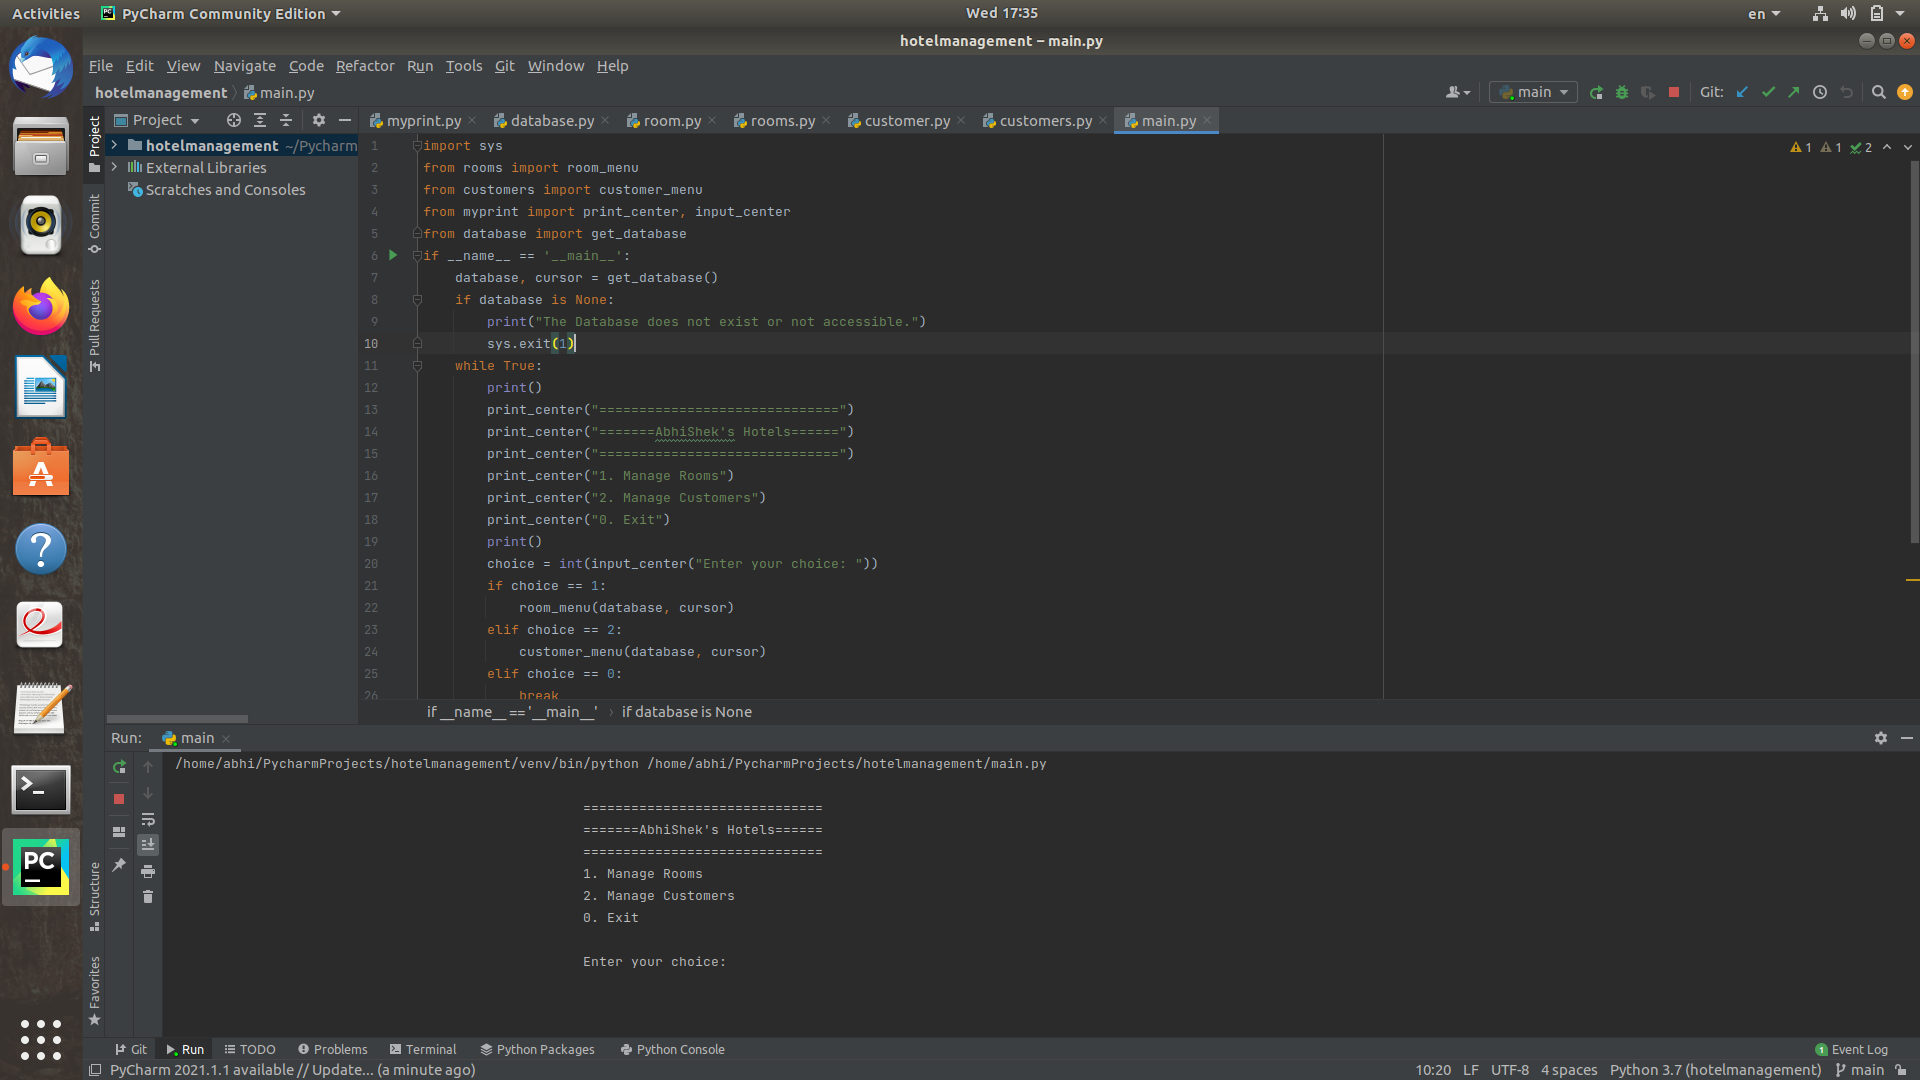 Activities PyCharm Community Edition Wed 17:35 en
hotelmanagement – main.py
File Edit View Navigate Code Refactor Run Tools Git Window Help
hotelmanagement main.py main Git:
Project myprint.py database.py room.py rooms.py customer.py customers.py main.py
hotelmanagement ~/Pycharm
External Libraries
Scratches and Consoles
Project
Commit
Pull Requests
Structure
Favorites
1 import sys
2 from rooms import room_menu
3 from customers import customer_menu
4 from myprint import print_center, input_center
5 from database import get_database
6 if __name__ == '__main__':
7 database, cursor = get_database()
8 if database is None:
9 print("The Database does not exist or not accessible.")
10 sys.exit(1)
11 while True:
12 print()
13 print_center("==============================")
14 print_center("=======AbhiShek's Hotels======")
15 print_center("==============================")
16 print_center("1. Manage Rooms")
17 print_center("2. Manage Customers")
18 print_center("0. Exit")
19 print()
20 choice = int(input_center("Enter your choice: "))
21 if choice == 1:
22 room_menu(database, cursor)
23 elif choice == 2:
24 customer_menu(database, cursor)
25 elif choice == 0:
26 break
1 1 2
if __name__ == '__main__' › if database is None
Run: main
/home/abhi/PycharmProjects/hotelmanagement/venv/bin/python /home/abhi/PycharmProjects/hotelmanagement/main.py
==============================
=======AbhiShek's Hotels======
==============================
1. Manage Rooms
2. Manage Customers
0. Exit
Enter your choice:
PC
Git Run TODO Problems Terminal Python Packages Python Console 1 Event Log
PyCharm 2021.1.1 available // Update... (a minute ago) 10:20 LF UTF-8 4 spaces Python 3.7 (hotelmanagement) main